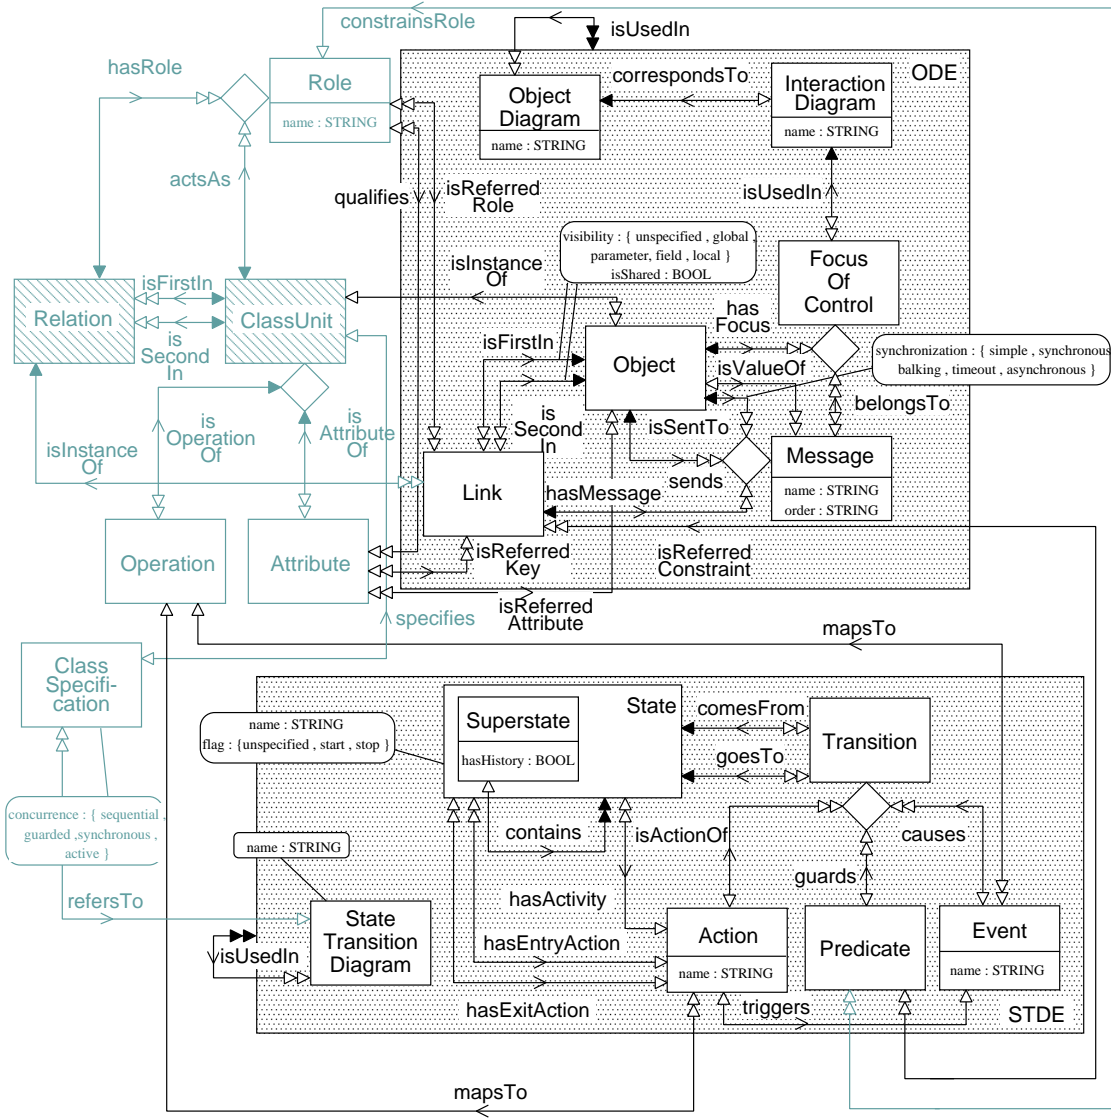 constrainsRole
isUsedIn
hasRole
Role
name : STRING
ODE
Object
Diagram
name : STRING
correspondsTo
Interaction
Diagram
name : STRING
actsAs
qualifies
isReferred
Role
isUsedIn
visibility : { unspecified , global ,
parameter, field , local }
isShared : BOOL
isInstance
Of
Focus
Of
Control
Relation
isFirstIn
is
Second
In
ClassUnit
has
Focus
Object
isFirstIn
isValueOf
synchronization : { simple , synchronous
balking , timeout , asynchronous }
belongsTo
is
Operation
Of
is
Attribute
Of
is
Second
In
isSentTo
isInstance
Of
Link
sends
hasMessage
Message
name : STRING
order : STRING
Operation
Attribute
isReferred
Key
isReferred
Constraint
isReferred
Attribute
specifies
mapsTo
Class
Specifi-
cation
name : STRING
flag : {unspecified , start , stop }
Superstate
hasHistory : BOOL
State
comesFrom
goesTo
Transition
concurrence : { sequential ,
guarded ,synchronous ,
active }
name : STRING
contains
isActionOf
causes
guards
refersTo
hasActivity
State
Transition
Diagram
isUsedIn
hasEntryAction
hasExitAction
Action
name : STRING
Predicate
Event
name : STRING
triggers
STDE
mapsTo